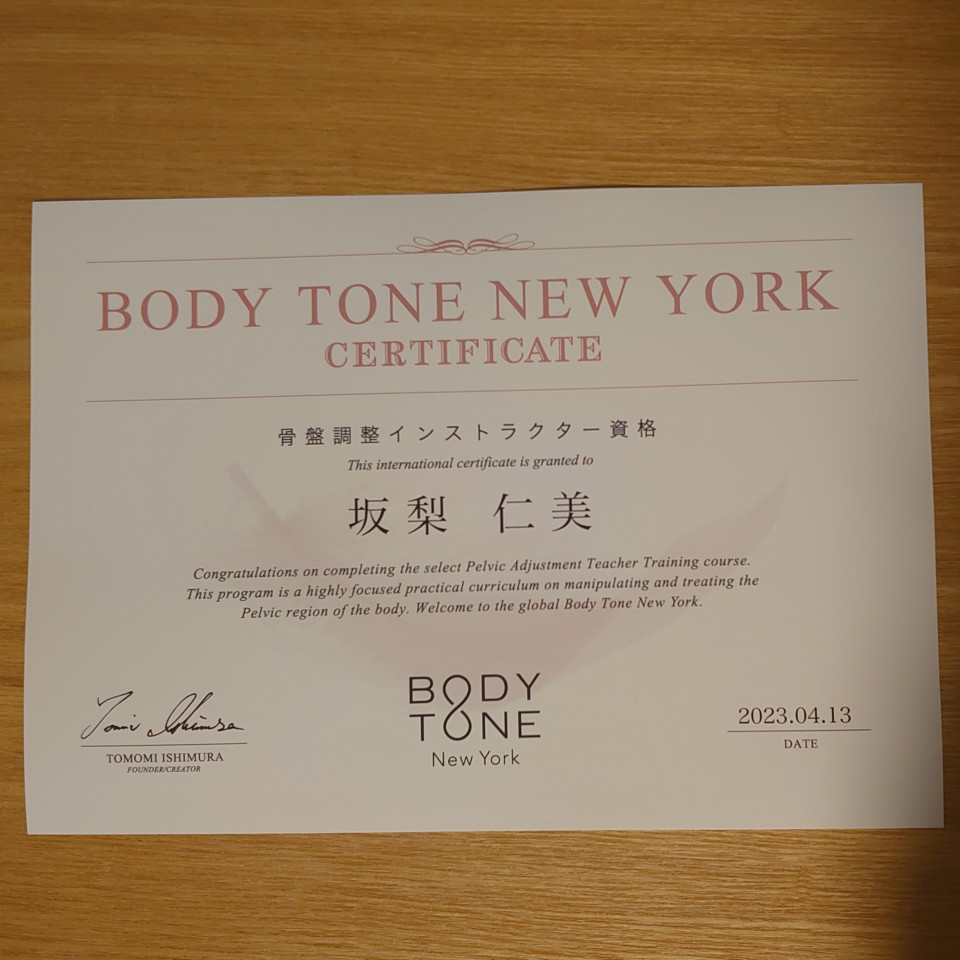 BODY TONE NEW YORK
CERTIFICATE
骨盤調整インストラクター資格
This international certificate is granted to
坂梨 仁美
Congratulations on completing the select Pelvic Adjustment Teacher Training course.
This program is a highly focused practical curriculum on manipulating and treating the
Pelvic region of the body. Welcome to the global Body Tone New York.
Tomi Ishimura
TOMOMI ISHIMURA
FOUNDER/CREATOR
BODY
TONE
New York
2023.04.13
DATE